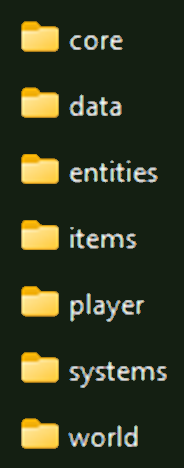 core
data
entities
items
player
systems
world